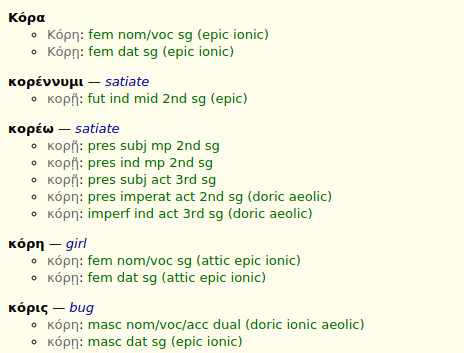 Κόρα
Κόρη: fem nom/voc sg (epic ionic)
Κόρῃ: fem dat sg (epic ionic)
κορέννυμι — satiate
κορῇ: fut ind mid 2nd sg (epic)
κορέω — satiate
κορῇ: pres subj mp 2nd sg
κορῇ: pres ind mp 2nd sg
κορῇ: pres subj act 3rd sg
κόρη: pres imperat act 2nd sg (doric aeolic)
κόρη: imperf ind act 3rd sg (doric aeolic)
κόρη — girl
κόρη: fem nom/voc sg (attic epic ionic)
κόρῃ: fem dat sg (attic epic ionic)
κόρις — bug
κόρη: masc nom/voc/acc dual (doric ionic aeolic)
κόρῃ: masc dat sg (epic ionic)